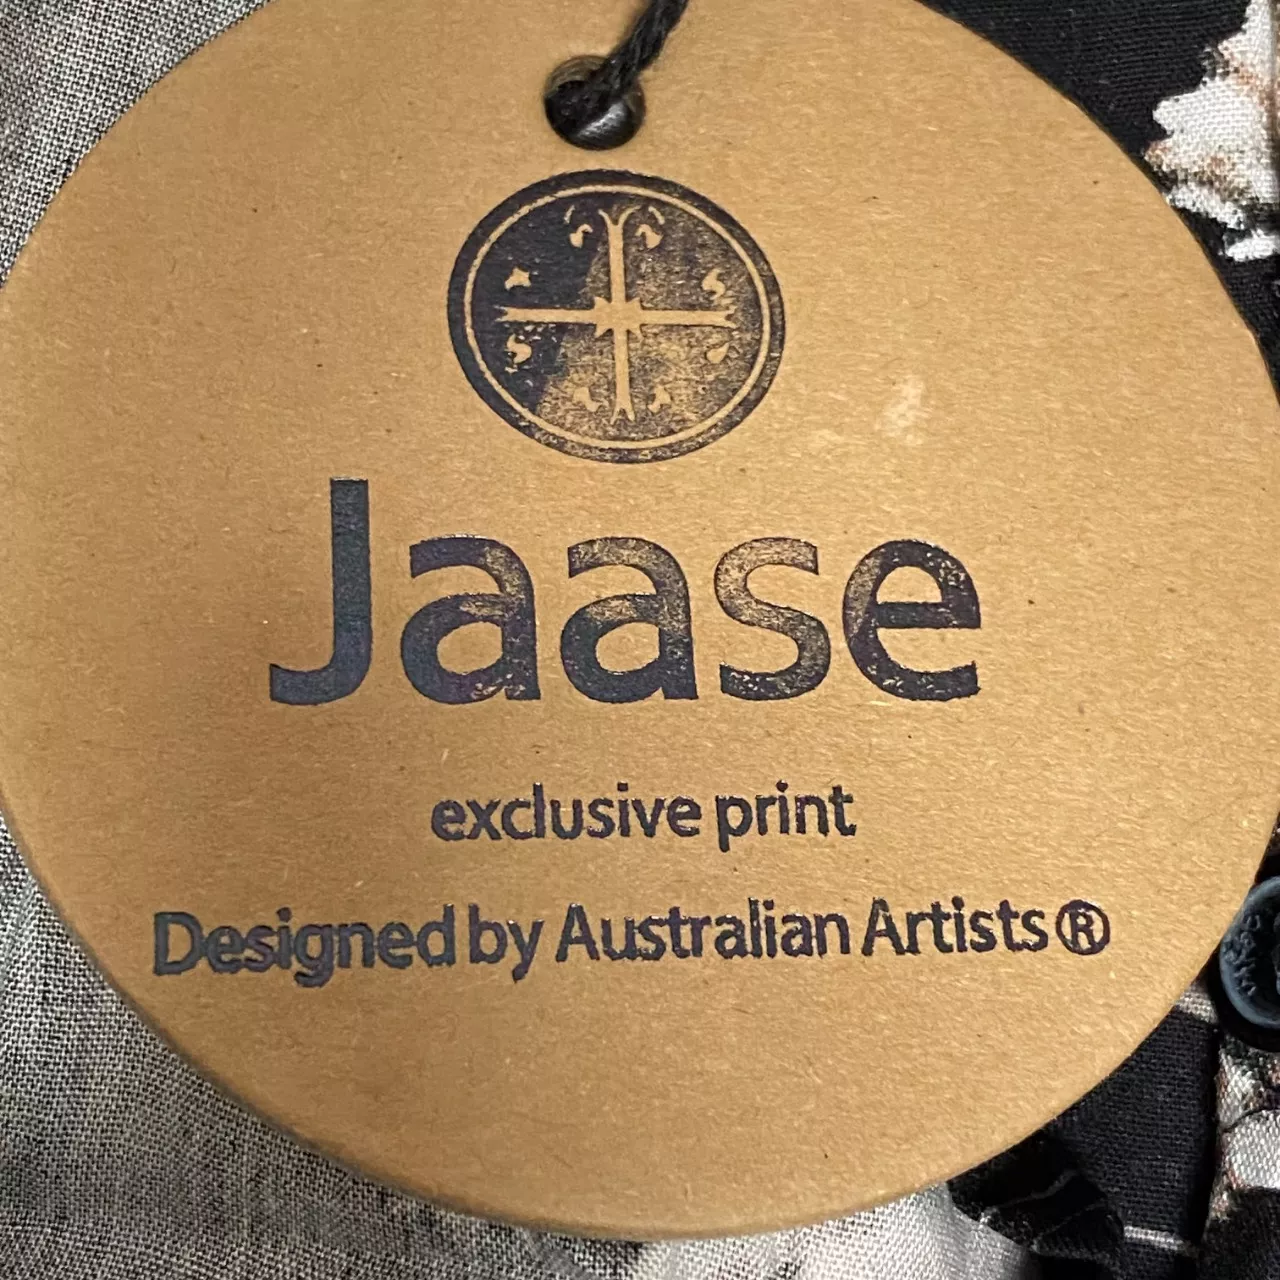 Jaase
exclusive print
Designed by Australian Artists®